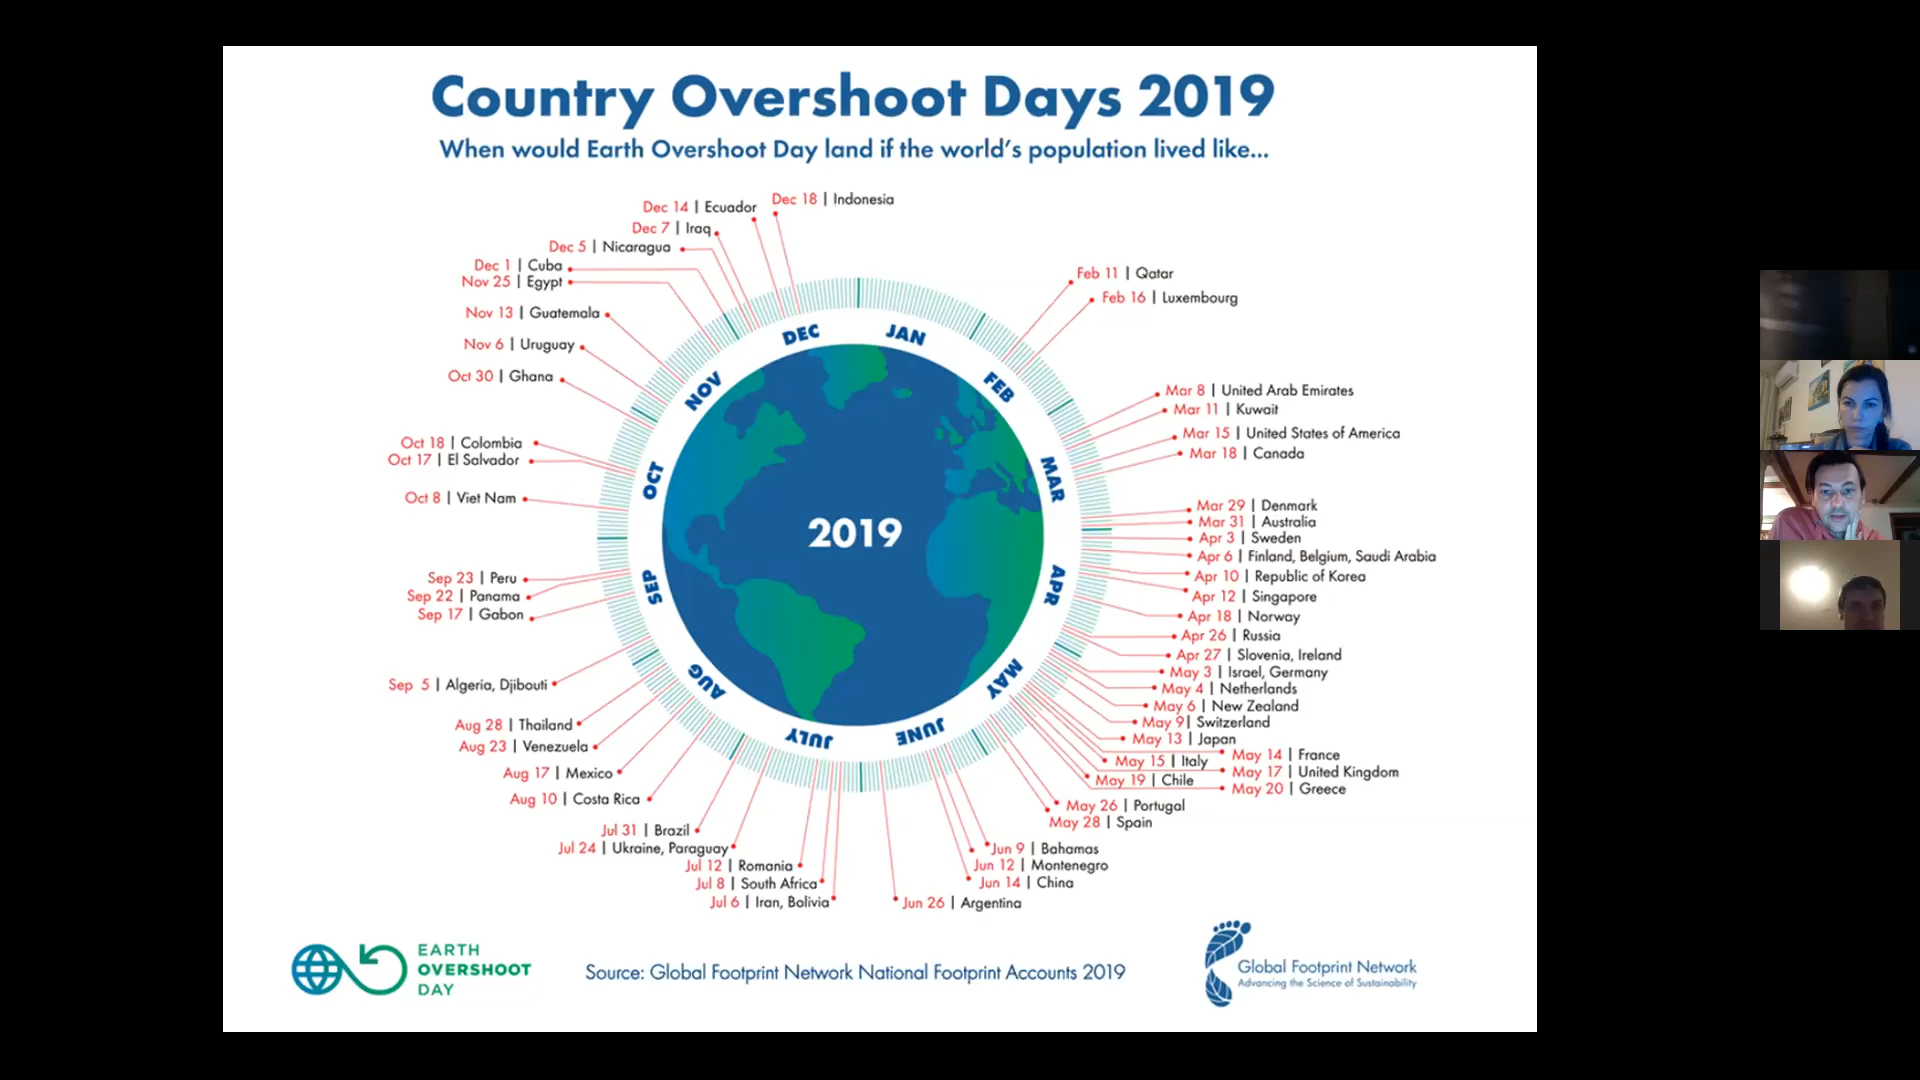 Country Overshoot Days 2019
When would Earth Overshoot Day land if the world's population lived like...
Dec 14 | Ecuador
Dec 18 | Indonesia
Dec 7 | Iraq
Dec 5 | Nicaragua
Dec 1 | Cuba
Nov 25 | Egypt
Nov 13 | Guatemala
Nov 6 | Uruguay
Oct 30 | Ghana
Oct 18 | Colombia
Oct 17 | El Salvador
Oct 8 | Viet Nam
Sep 23 | Peru
Sep 22 | Panama
Sep 17 | Gabon
Sep 5 | Algeria, Djibouti
Aug 28 | Thailand
Aug 23 | Venezuela
Aug 17 | Mexico
Aug 10 | Costa Rica
Jul 31 | Brazil
Jul 24 | Ukraine, Paraguay
Jul 12 | Romania
Jul 8 | South Africa
Jul 6 | Iran, Bolivia
Feb 11 | Qatar
Feb 16 | Luxembourg
Mar 8 | United Arab Emirates
Mar 11 | Kuwait
Mar 15 | United States of America
Mar 18 | Canada
Mar 29 | Denmark
Mar 31 | Australia
Apr 3 | Sweden
Apr 6 | Finland, Belgium, Saudi Arabia
Apr 10 | Republic of Korea
Apr 12 | Singapore
Apr 18 | Norway
Apr 26 | Russia
Apr 27 | Slovenia, Ireland
May 3 | Israel, Germany
May 4 | Netherlands
May 6 | New Zealand
May 9| Switzerland
May 13 | Japan
May 14 | France
May 15 | Italy
May 17 | United Kingdom
May 19 | Chile
May 20 | Greece
May 26 | Portugal
May 28 | Spain
Jun 9 | Bahamas
Jun 12 | Montenegro
Jun 14 | China
Jun 26 | Argentina
JAN
FEB
MAR
APR
MAY
JUNE
JULY
AUG
SEP
OCT
NOV
DEC
2019
EARTH
OVERSHOOT
DAY
Source: Global Footprint Network National Footprint Accounts 2019
Global Footprint Network
Advancing the Science of Sustainability